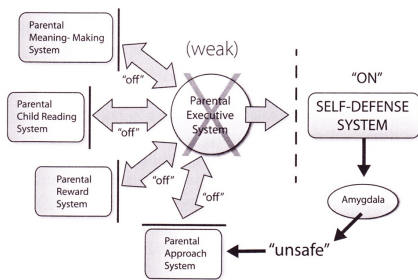 Parental
Meaning- Making
System
"off"
(weak)
Parental
Child Reading
System
"off"
Parental
Executive
System
"ON"
SELF-DEFENSE
SYSTEM
Parental
Reward
System
"off"
"off"
Amygdala
Parental
Approach
System
"unsafe"